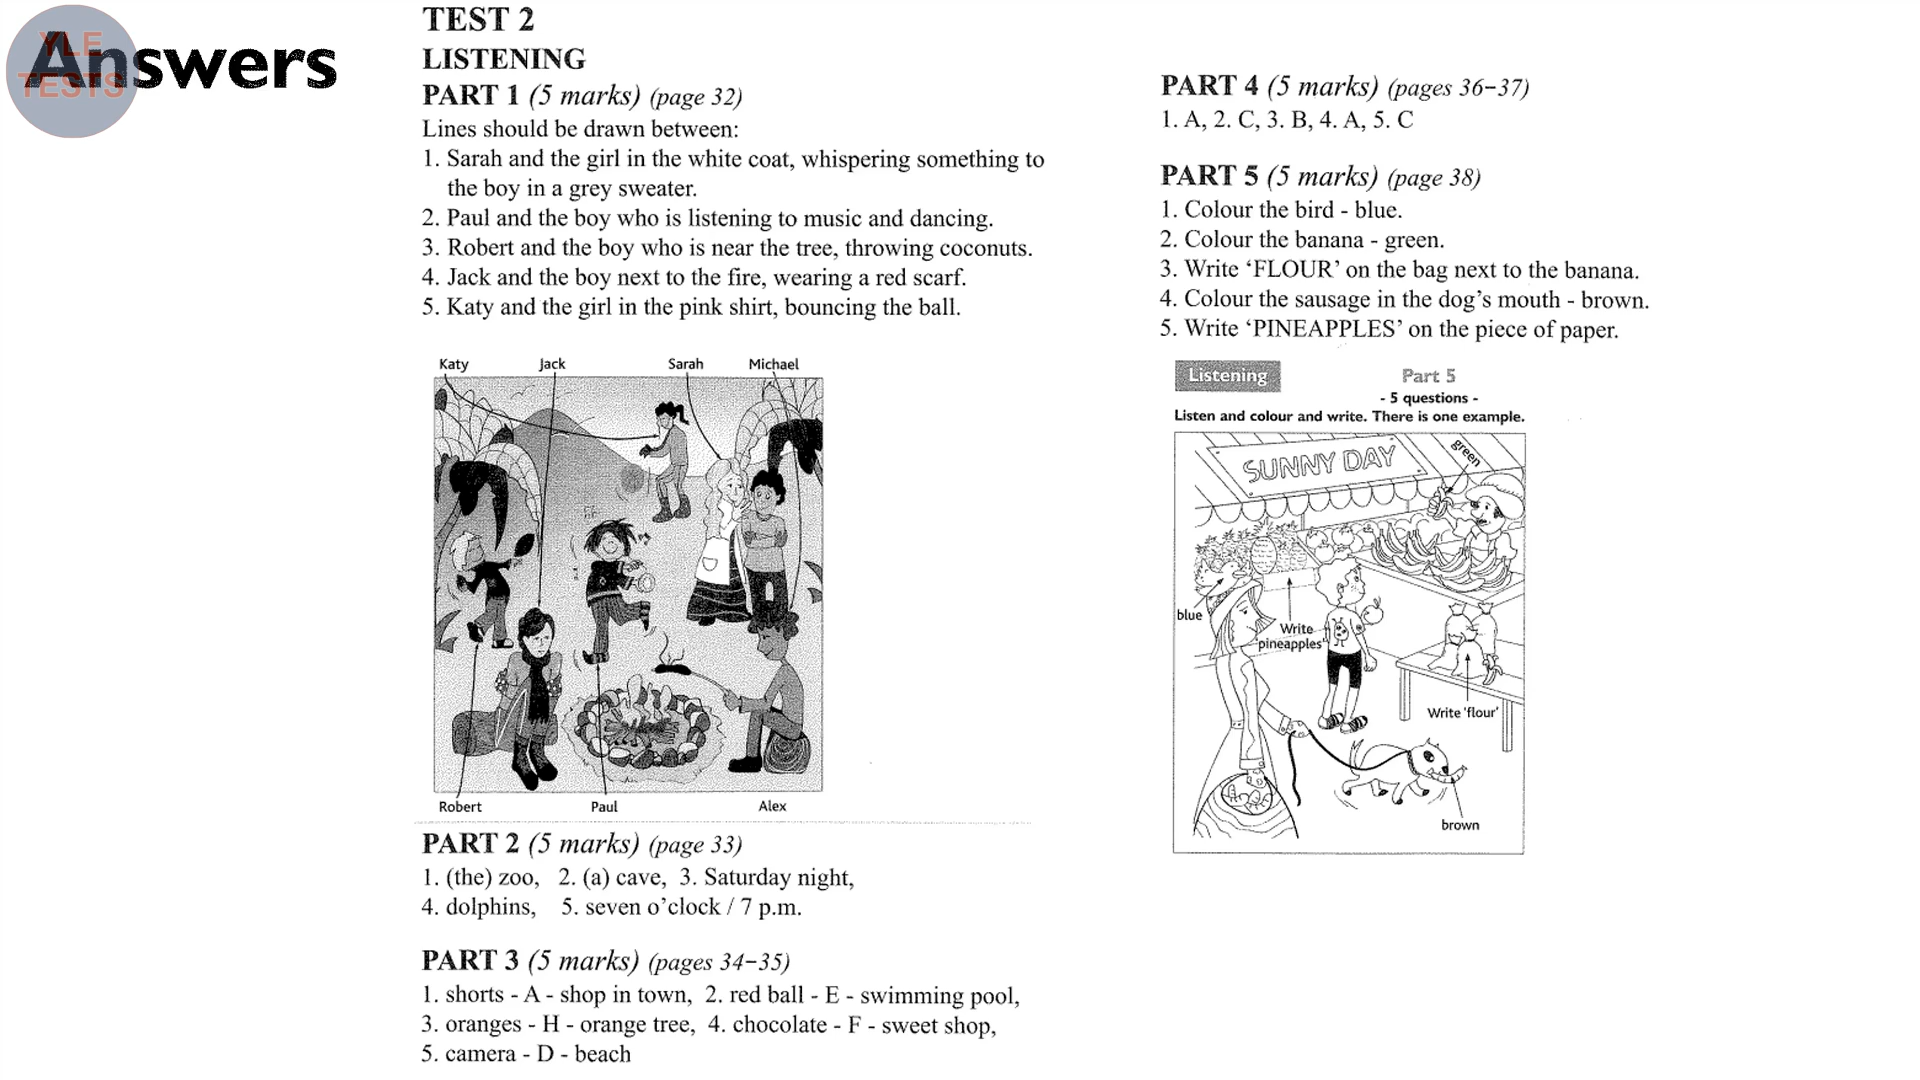 YLE
TESTS
Answers
TEST 2
LISTENING
PART 1 (5 marks) (page 32)
Lines should be drawn between:
1. Sarah and the girl in the white coat, whispering something to
the boy in a grey sweater.
2. Paul and the boy who is listening to music and dancing.
3. Robert and the boy who is near the tree, throwing coconuts.
4. Jack and the boy next to the fire, wearing a red scarf.
5. Katy and the girl in the pink shirt, bouncing the ball.
Katy Jack Sarah Michael
Robert Paul Alex
PART 2 (5 marks) (page 33)
1. (the) zoo, 2. (a) cave, 3. Saturday night,
4. dolphins, 5. seven o’clock / 7 p.m.
PART 3 (5 marks) (pages 34–35)
1. shorts - A - shop in town, 2. red ball - E - swimming pool,
3. oranges - H - orange tree, 4. chocolate - F - sweet shop,
5. camera - D - beach
PART 4 (5 marks) (pages 36–37)
1. A, 2. C, 3. B, 4. A, 5. C
PART 5 (5 marks) (page 38)
1. Colour the bird - blue.
2. Colour the banana - green.
3. Write ‘FLOUR’ on the bag next to the banana.
4. Colour the sausage in the dog’s mouth - brown.
5. Write ‘PINEAPPLES’ on the piece of paper.
Listening Part 5
- 5 questions -
Listen and colour and write. There is one example.
SUNNY DAY
green
blue
Write
‘pineapples’
Write ‘flour’
brown